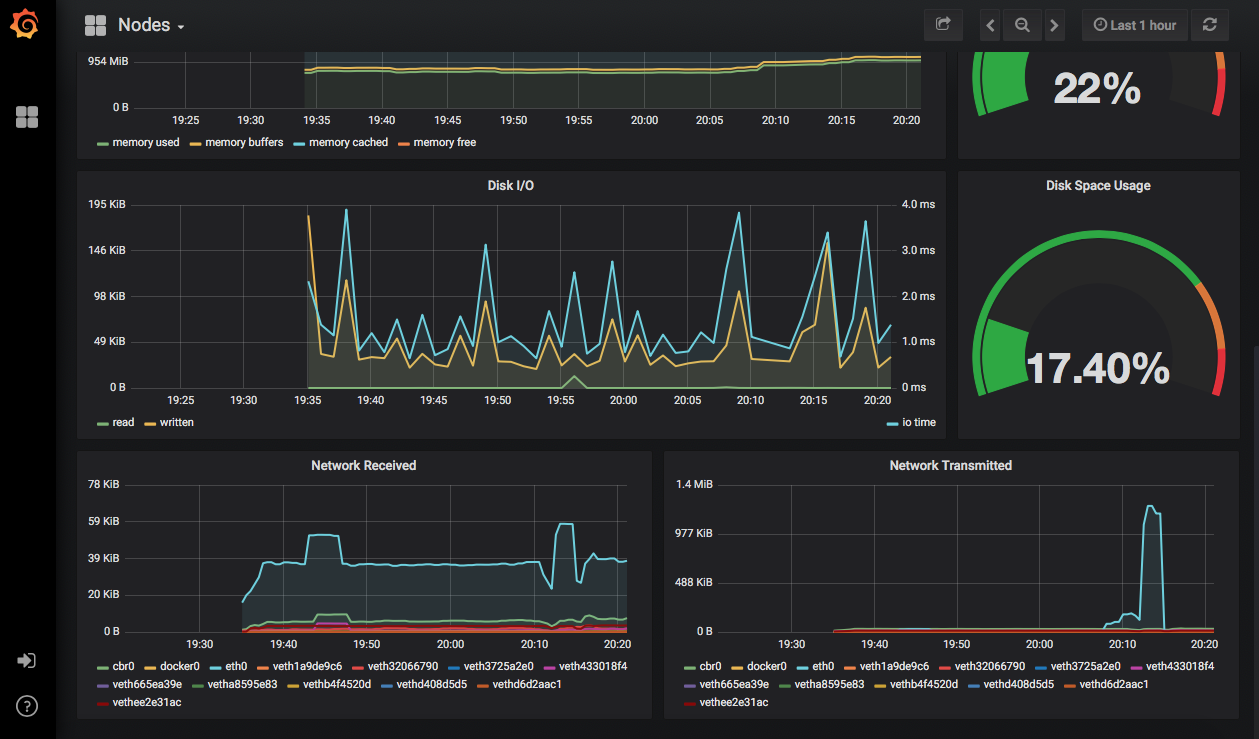 Nodes
Last 1 hour
954 MiB
0 B
19:25 19:30 19:35 19:40 19:45 19:50 19:55 20:00 20:05 20:10 20:15 20:20
memory used memory buffers memory cached memory free
22%
Disk I/O
195 KiB
146 KiB
98 KiB
49 KiB
0 B
4.0 ms
3.0 ms
2.0 ms
1.0 ms
0 ms
19:25 19:30 19:35 19:40 19:45 19:50 19:55 20:00 20:05 20:10 20:15 20:20
read written io time
Disk Space Usage
17.40%
Network Received
78 KiB
59 KiB
39 KiB
20 KiB
0 B
19:30 19:40 19:50 20:00 20:10 20:20
cbr0 docker0 eth0 veth1a9de9c6 veth32066790 veth3725a2e0 veth433018f4
veth665ea39e vetha8595e83 vethb4f4520d vethd408d5d5 vethd6d2aac1
vethee2e31ac
Network Transmitted
1.4 MiB
977 KiB
488 KiB
0 B
19:30 19:40 19:50 20:00 20:10 20:20
cbr0 docker0 eth0 veth1a9de9c6 veth32066790 veth3725a2e0 veth433018f4
veth665ea39e vetha8595e83 vethb4f4520d vethd408d5d5 vethd6d2aac1
vethee2e31ac
?